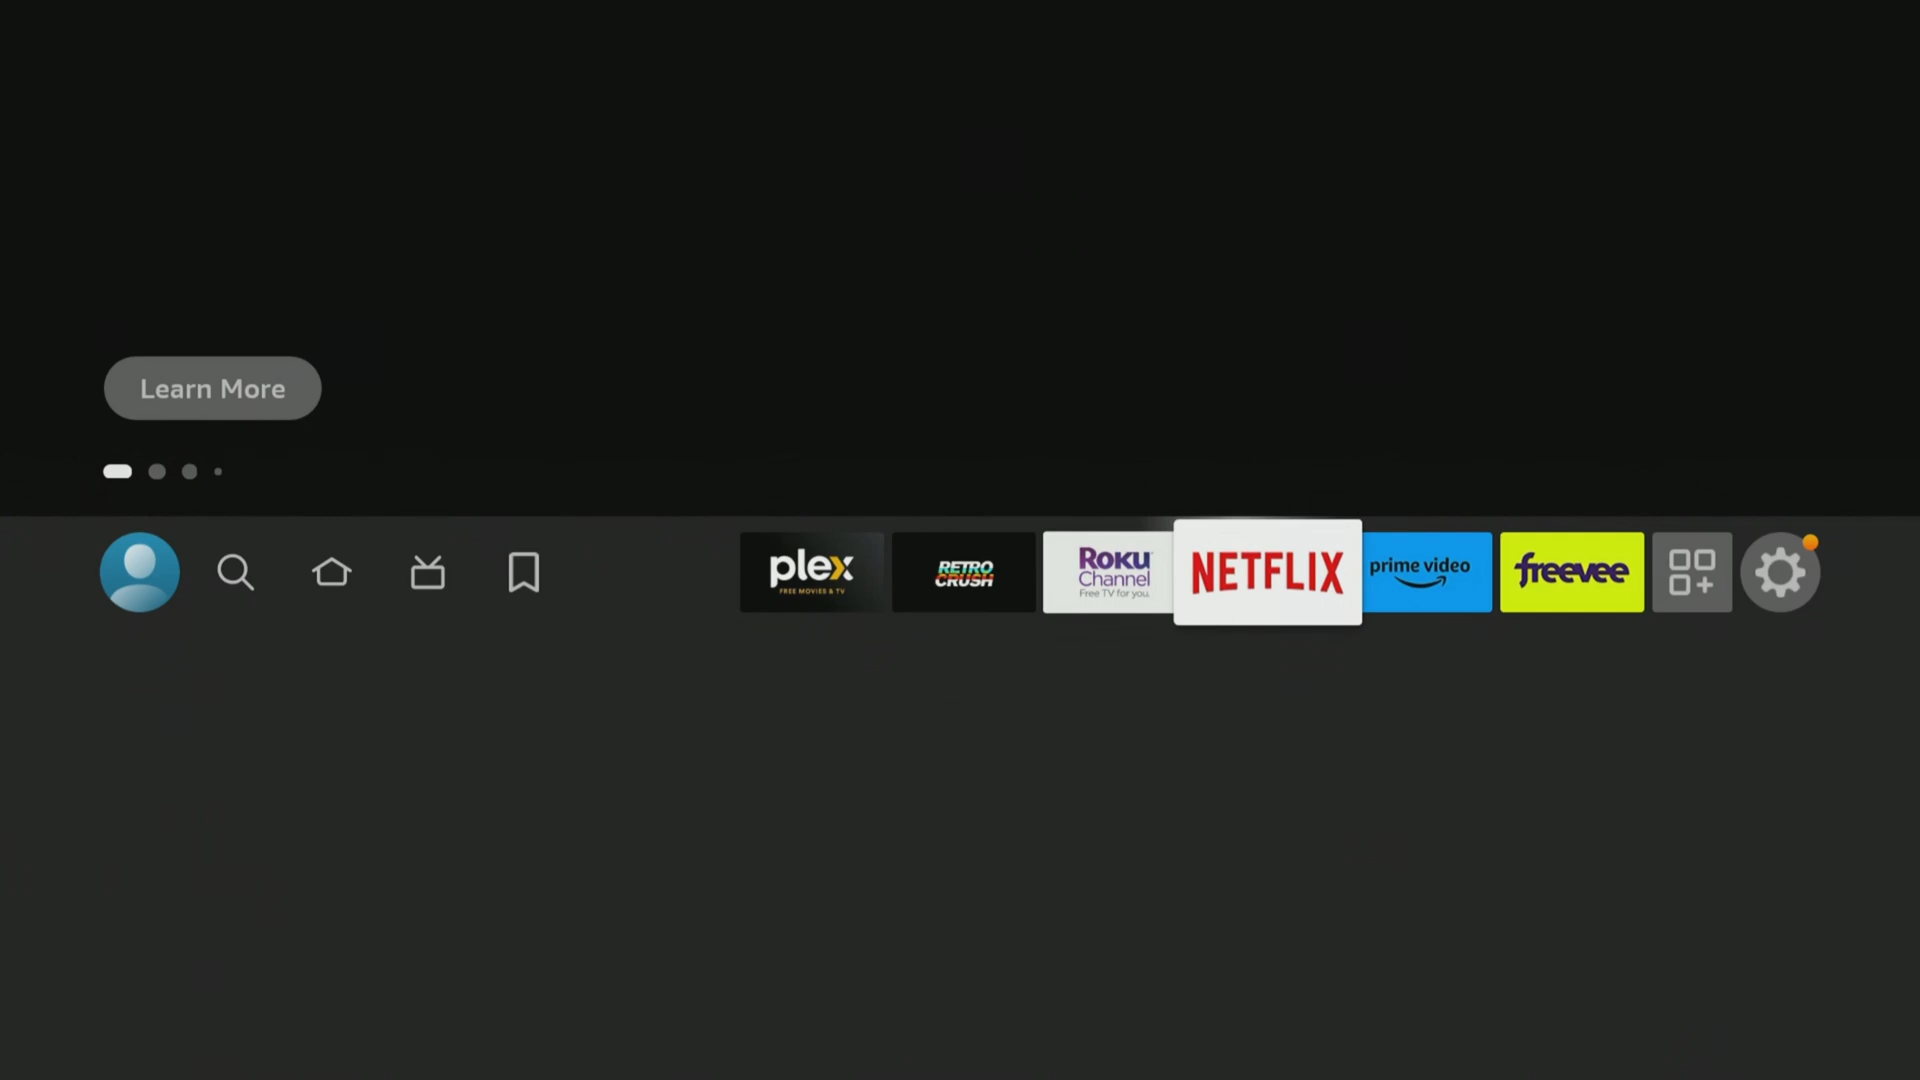 Learn More
plex
FREE MOVIES & TV
RETRO
CRUSH
Roku
Channel
Free TV for you.
NETFLIX
prime video
freevee